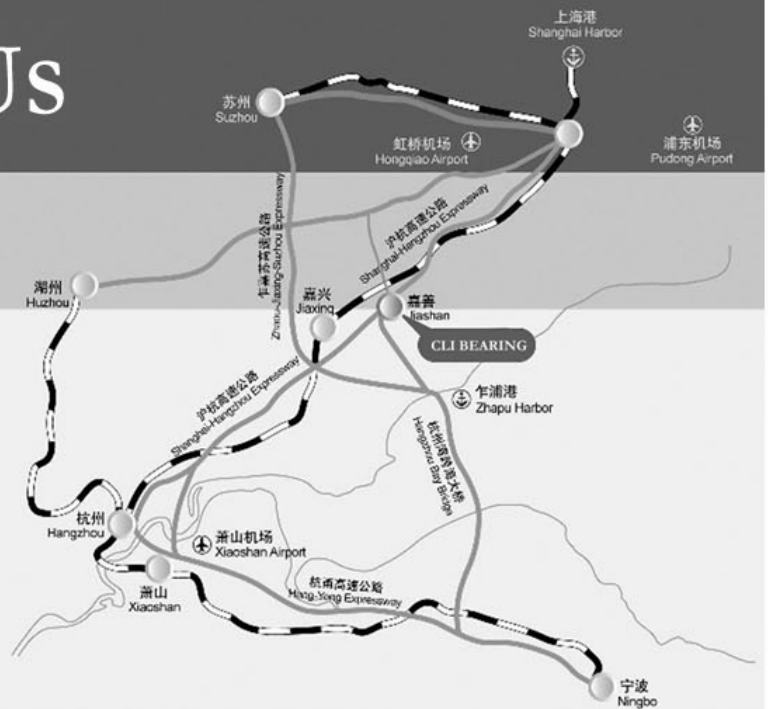 Us
上海港
Shanghai Harbor
苏州
Suzhou
虹桥机场
Hongqiao Airport
浦东机场
Pudong Airport
乍嘉苏高速公路
Zhapu-Jiaxing-Suzhou Expressway
沪杭高速公路
Shanghai-Hangzhou Expressway
湖州
Huzhou
嘉兴
Jiaxing
嘉善
Jiashan
CLI BEARING
沪杭高速公路
Shanghai-Hangzhou Expressway
乍浦港
Zhapu Harbor
杭州湾跨海大桥
Hangzhou Bay Bridge
杭州
Hangzhou
萧山机场
Xiaoshan Airport
萧山
Xiaoshan
杭甬高速公路
Hang-Yong Expressway
宁波
Ningbo